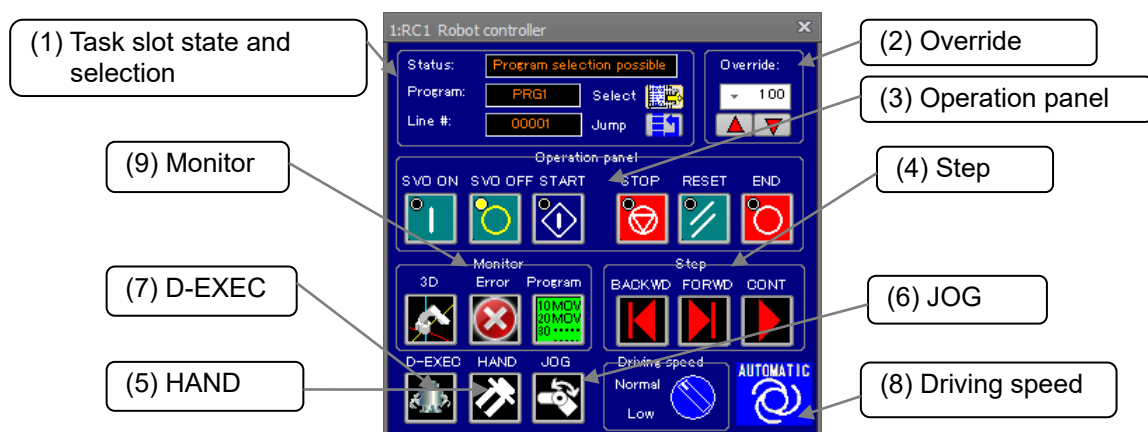 1:RC1 Robot controller
(1) Task slot state and
selection
(2) Override
(3) Operation panel
(9) Monitor
(4) Step
(7) D-EXEC
(6) JOG
(5) HAND
(8) Driving speed
Status: Program selection possible
Program: PRG1 Select
Line #: 00001 Jump
Override:
100
Operation panel
SVO ON SVO OFF START STOP RESET END
Monitor
3D Error Program
10MOV
20MOV
30
Step
BACKWD FORWD CONT
D-EXEC HAND JOG
Driving speed
Normal
Low
AUTOMATIC